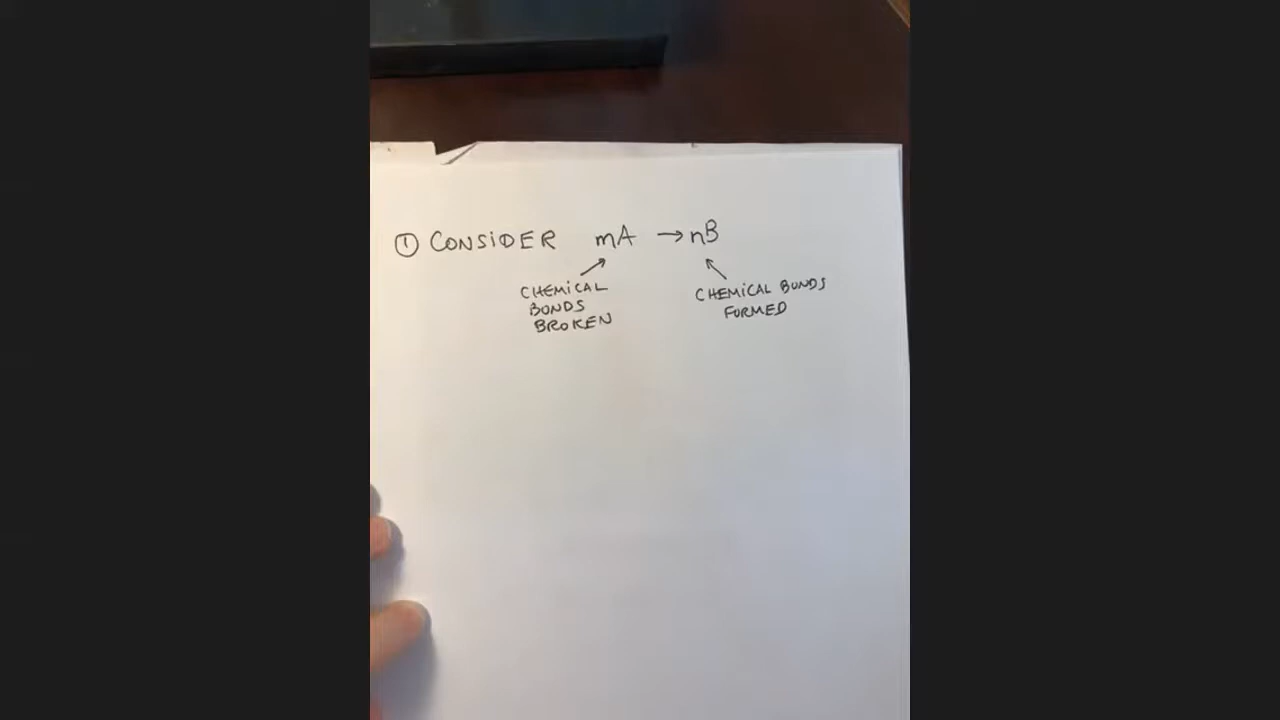 ① CONSIDER mA → nB
CHEMICAL
BONDS
BROKEN
CHEMICAL BONDS
FORMED